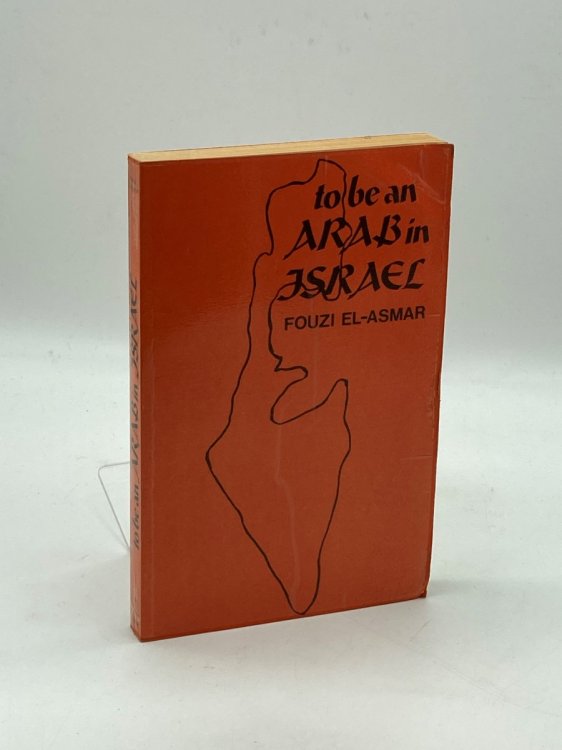 to be an
ARAB in
ISRAEL
FOUZI EL-ASMAR
to be an ARAB in ISRAEL